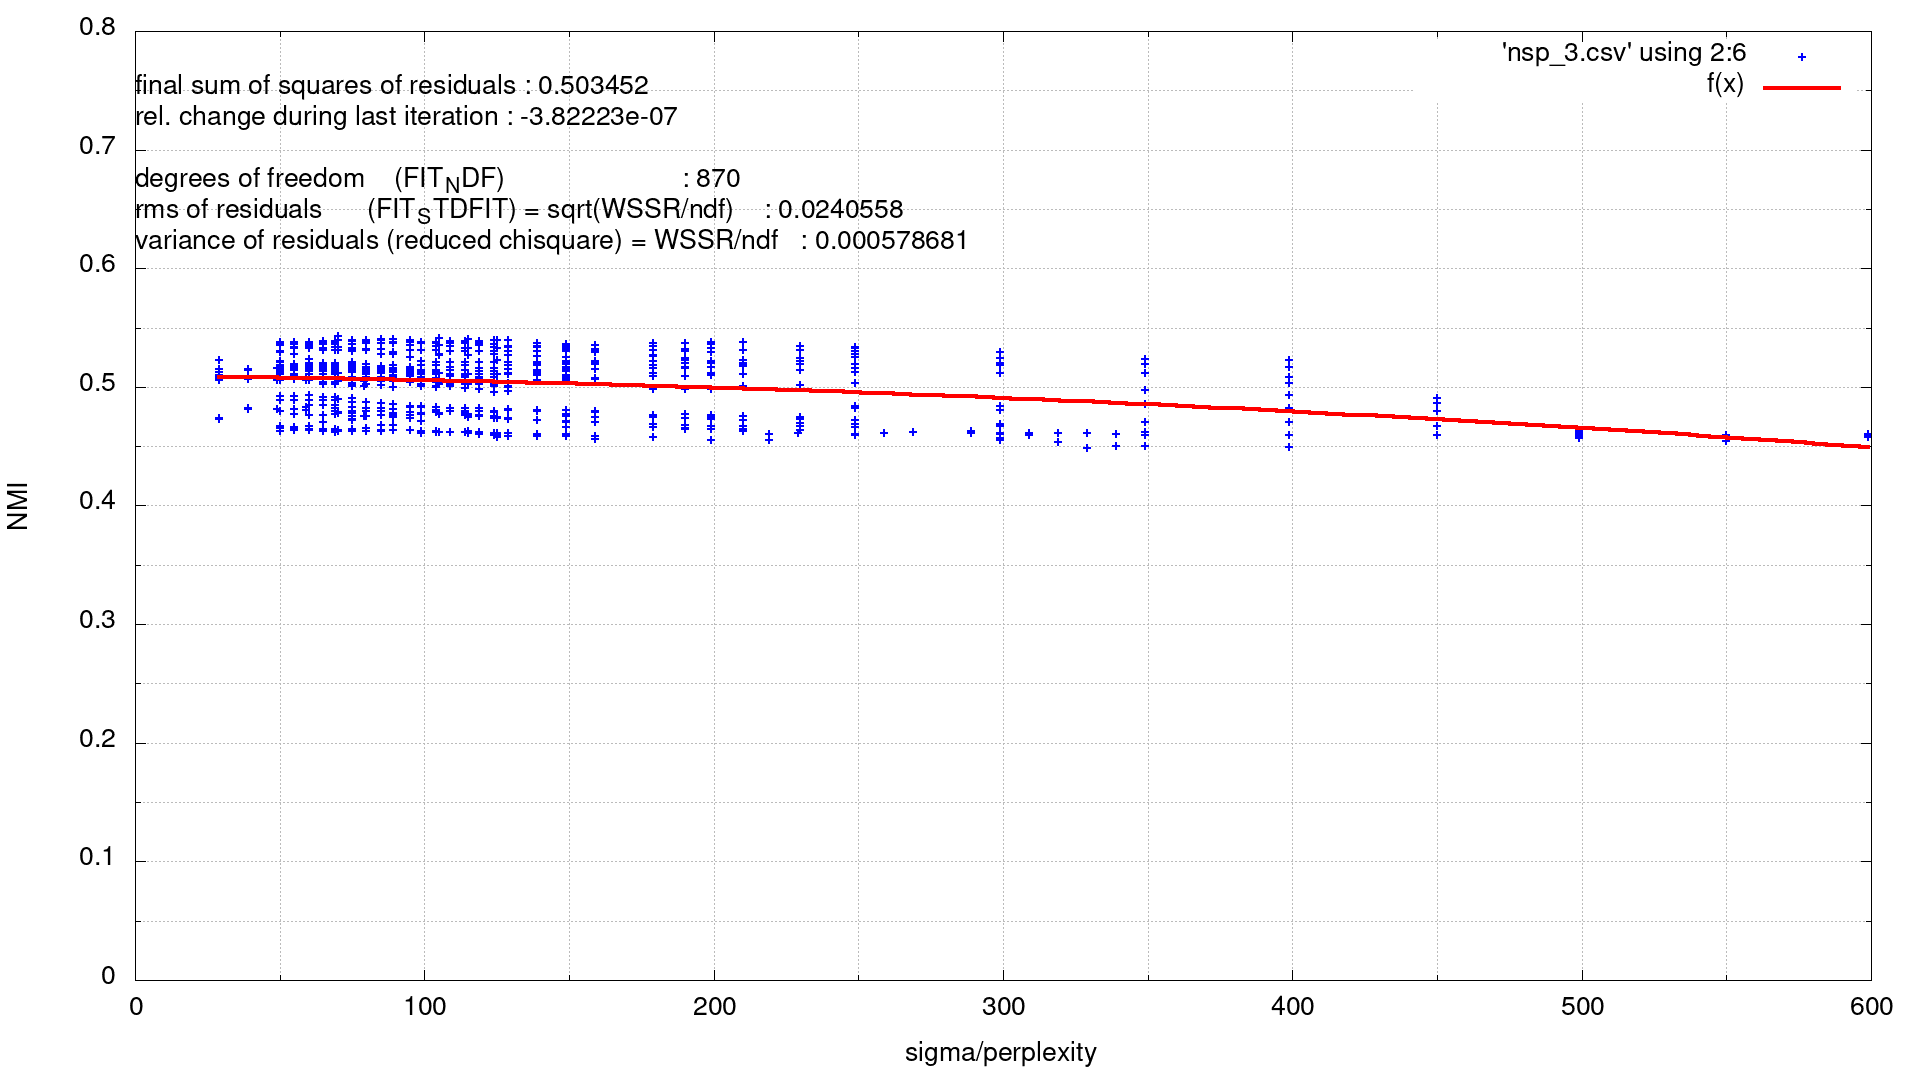 0.8
'nsp_3.csv' using 2:6
f(x)
final sum of squares of residuals : 0.503452
rel. change during last iteration : -3.82223e-07
0.7
degrees of freedom    (FITNDF)                        : 870
rms of residuals      (FITSTDFIT) = sqrt(WSSR/ndf)    : 0.0240558
variance of residuals (reduced chisquare) = WSSR/ndf   : 0.000578681
0.6
0.5
0.4
NMI
0.3
0.2
0.1
0
0 100 200 300 400 500 600
sigma/perplexity